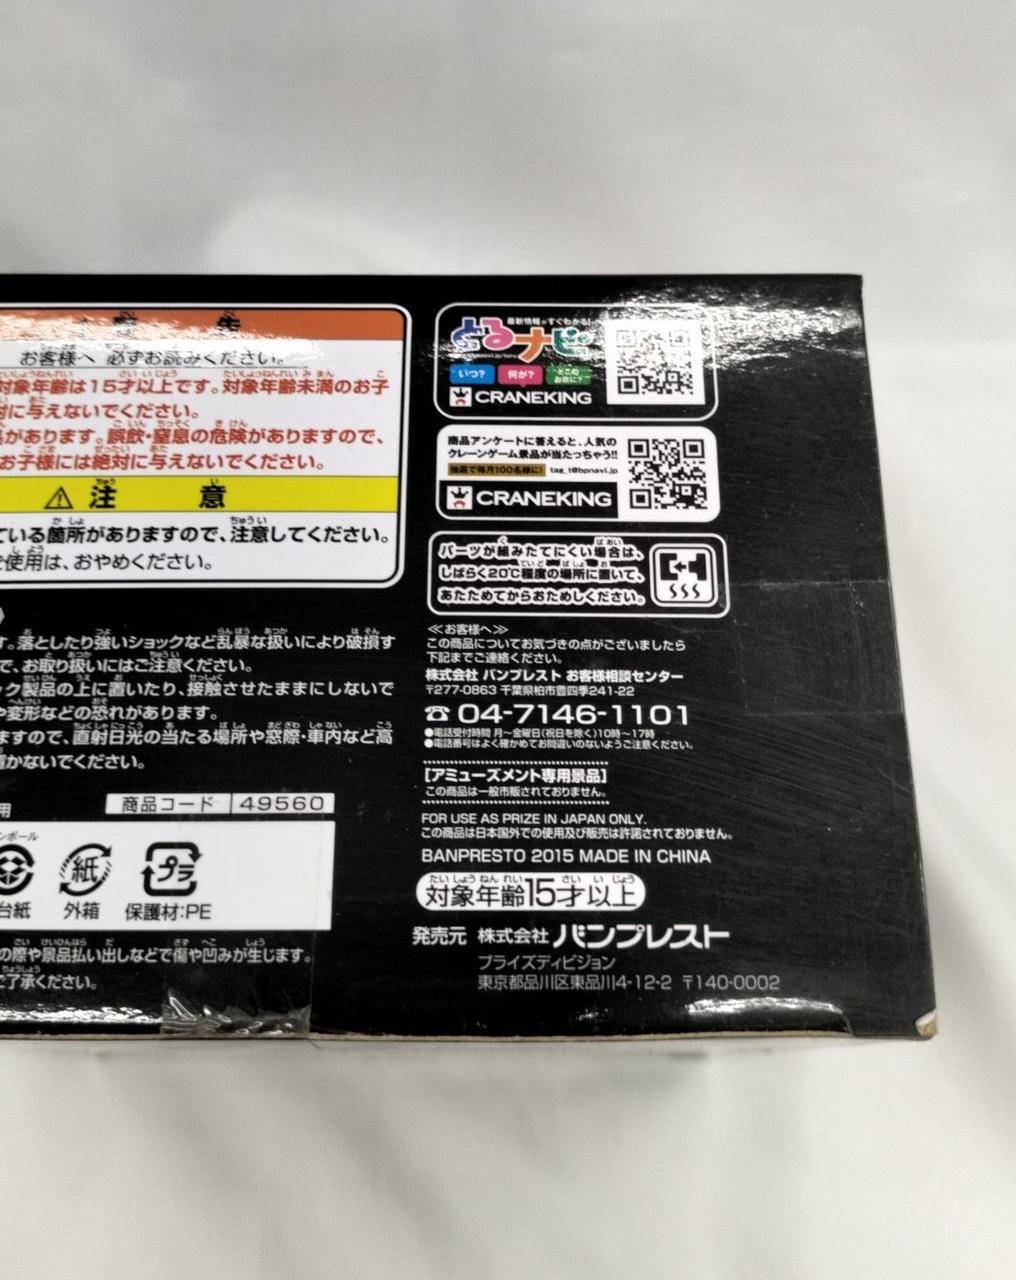 告
お客様へ 必ずお読みください。
対象年齢は15才以上です。対象年齢未満のお子
に与えないでください。
があります。誤飲・窒息の危険がありますので、
お子様には絶対に与えないでください。
⚠注 意
ている箇所がありますので、注意してください。
使用は、おやめください。
す。落としたり強いショックなど乱暴な扱いにより破損す
で、お取り扱いにはご注意ください。
ック製品の上に置いたり、接触させたままにしないで
や変形などの恐れがあります。
ますので、直射日光の当たる場所や窓際・車内など高
置かないでください。
用
商品コード 49560
ンボール
台紙
紙
外箱
プラ
保護材:PE
の際や景品払い出しなどで傷や凹みが生じます。
ご了承ください。
最新情報がすぐわかる!
とるナビ
いつ? 何が? どこのお店に?
CRANEKING
商品アンケートに答えると、人気の
クレーンゲーム景品が当たっちゃう!!
抽選で毎月100名様に! tag_t@bpnavi.jp
CRANEKING
パーツが組みたてにくい場合は、
しばらく20℃程度の場所に置いて、
あたためてからおためしください。
≪お客様へ≫
この商品についてお気づきの点がございましたら
下記までご連絡ください。
株式会社 バンプレスト お客様相談センター
〒277-0863 千葉県柏市豊四季241-22
☎ 04-7146-1101
●電話受付時間 月〜金曜日(祝日を除く)10時〜17時
●電話番号はよく確かめてお間違いのないようご注意ください。
[アミューズメント専用景品]
この商品は一般市販されておりません。
FOR USE AS PRIZE IN JAPAN ONLY.
この商品は日本国外での使用及び販売は許諾されておりません。
BANPRESTO 2015 MADE IN CHINA
対象年齢15才以上
発売元 株式会社 バンプレスト
プライズディビジョン
東京都品川区東品川4-12-2 〒140-0002